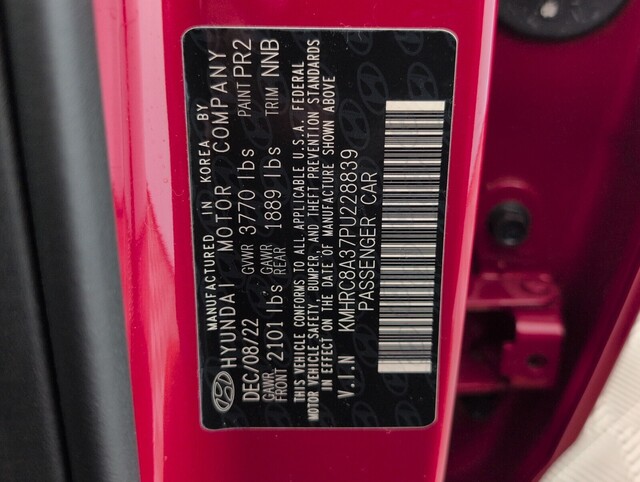 MANUFACTURED IN KOREA BY
HYUNDAI MOTOR COMPANY
DEC/08/22 GVWR 3770 lbs PAINT PR2
GAWR FRONT 2101 lbs GAWR REAR 1889 lbs TRIM NNB
THIS VEHICLE CONFORMS TO ALL APPLICABLE U.S.A. FEDERAL
MOTOR VEHICLE SAFETY, BUMPER, AND THEFT PREVENTION STANDARDS
IN EFFECT ON THE DATE OF MANUFACTURE SHOWN ABOVE
V.I.N KMHRC8A37PU228839
PASSENGER CAR